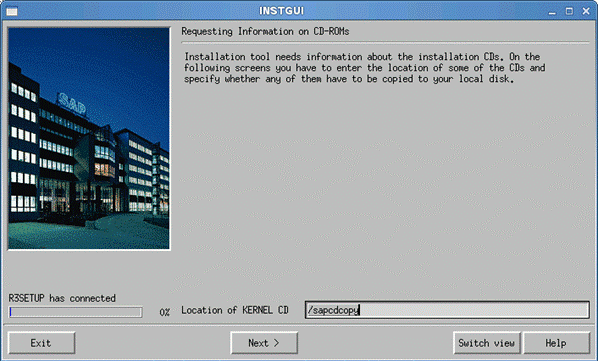 INSTGUI
Requesting Information on CD-ROMs
Installation tool needs information about the installation CDs. On the
following screens you have to enter the location of some of the CDs and
specify whether any of them have to be copied to your local disk.
SAP
R3SETUP has connected
0%
Location of KERNEL CD
/sapcdcopy
Exit
Next >
Switch view
Help